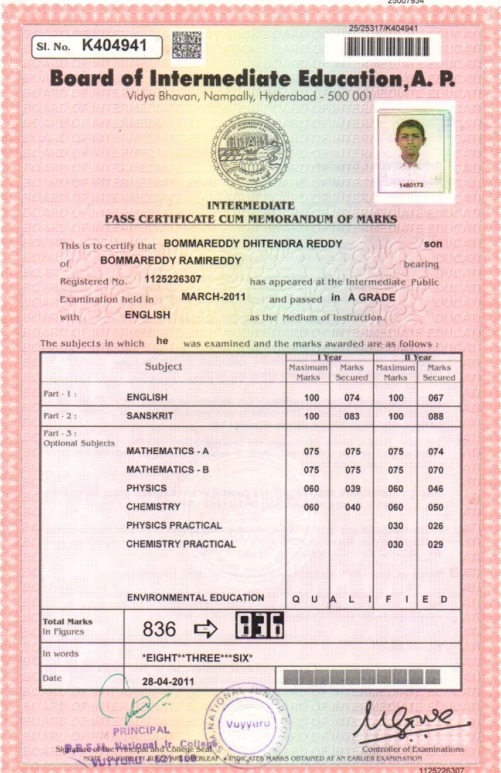 25007934
25/25317/K404941
Sl. No. K404941
Board of Intermediate Education, A. P.
Vidya Bhavan, Nampally, Hyderabad - 500 001
1480173
INTERMEDIATE
PASS CERTIFICATE CUM MEMORANDUM OF MARKS
This is to certify that BOMMAREDDY DHITENDRA REDDY son
of BOMMAREDDY RAMIREDDY bearing
Registered No. 1125226307 has appeared at the Intermediate Public
Examination held in MARCH-2011 and passed in A GRADE
with ENGLISH as the Medium of Instruction.
The subjects in which he was examined and the marks awarded are as follows :
Subject I Year II Year
Maximum Marks Marks Secured Maximum Marks Marks Secured
Part - 1 : ENGLISH 100 074 100 067
Part - 2 : SANSKRIT 100 083 100 088
Part - 3 :
Optional Subjects
MATHEMATICS - A 075 075 075 074
MATHEMATICS - B 075 075 075 070
PHYSICS 060 039 060 046
CHEMISTRY 060 040 060 050
PHYSICS PRACTICAL 030 026
CHEMISTRY PRACTICAL 030 029
ENVIRONMENTAL EDUCATION Q U A L I F I E D
Total Marks
In Figures 836 836
In words *EIGHT**THREE***SIX*
Date 28-04-2011
NATIONAL JUNIOR
Vuyyuru
PRINCIPAL
National Jr. College
Signature of the Principal and College Seal Controller of Examinations
VUYYURU
INDICATES MARKS OBTAINED AT AN EARLIER EXAMINATION
1125226307